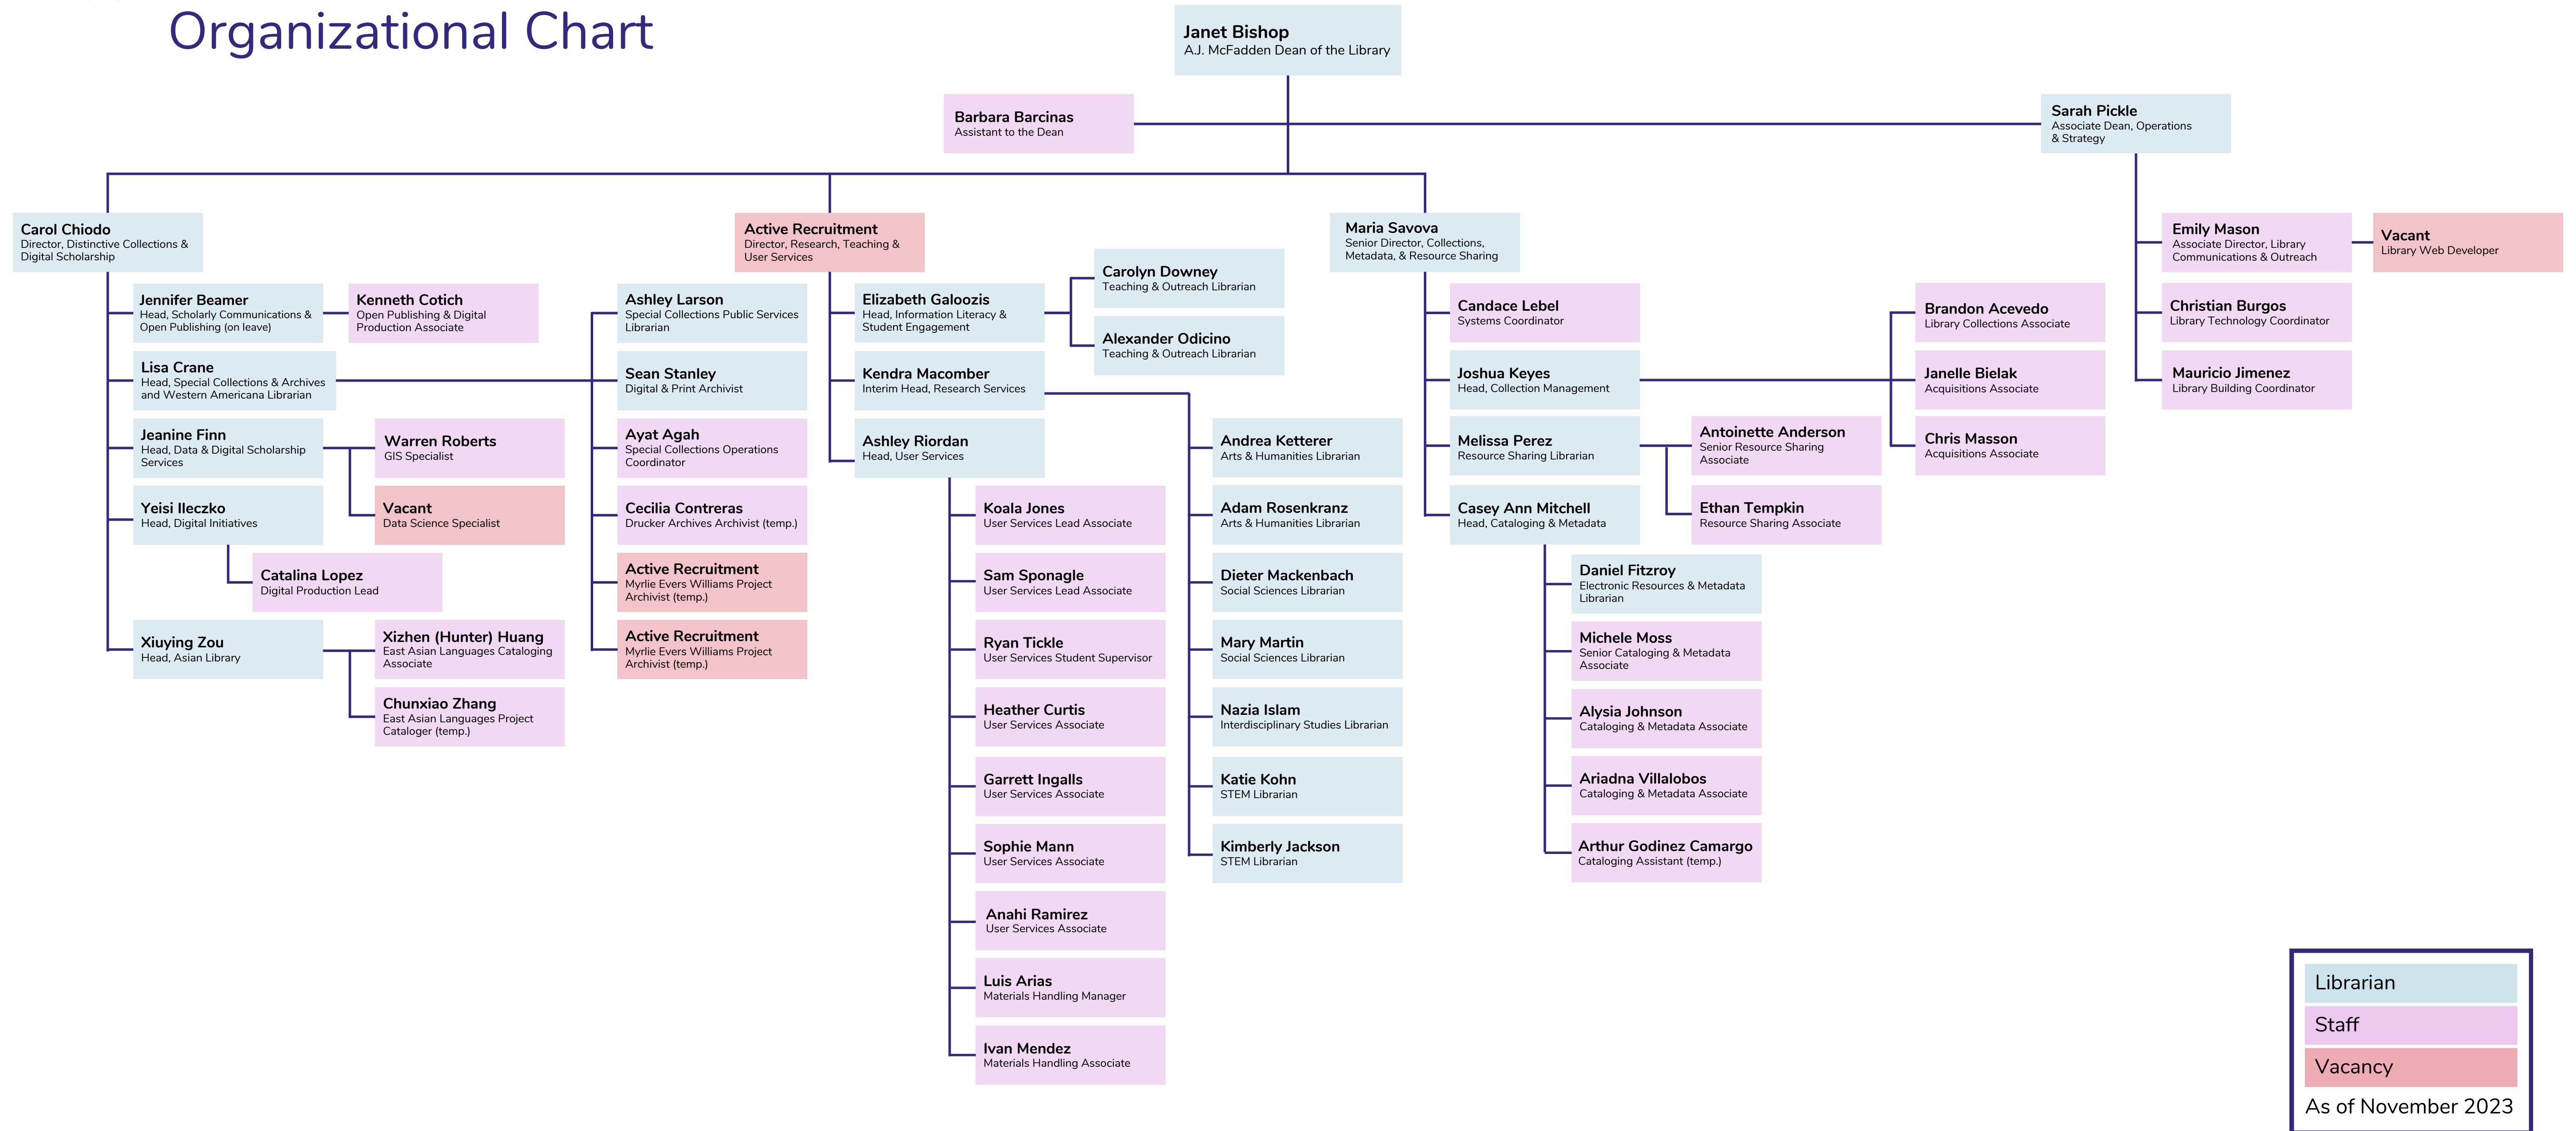 Organizational Chart
Janet Bishop
A.J. McFadden Dean of the Library
Barbara Barcinas
Assistant to the Dean
Sarah Pickle
Associate Dean, Operations
& Strategy
Carol Chiodo
Director, Distinctive Collections &
Digital Scholarship
Jennifer Beamer
Head, Scholarly Communications &
Open Publishing (on leave)
Kenneth Cotich
Open Publishing & Digital
Production Associate
Lisa Crane
Head, Special Collections & Archives
and Western Americana Librarian
Jeanine Finn
Head, Data & Digital Scholarship
Services
Warren Roberts
GIS Specialist
Vacant
Data Science Specialist
Yeisi Ileczko
Head, Digital Initiatives
Catalina Lopez
Digital Production Lead
Xiuying Zou
Head, Asian Library
Xizhen (Hunter) Huang
East Asian Languages Cataloging
Associate
Chunxiao Zhang
East Asian Languages Project
Cataloger (temp.)
Ashley Larson
Special Collections Public Services
Librarian
Sean Stanley
Digital & Print Archivist
Ayat Agah
Special Collections Operations
Coordinator
Cecilia Contreras
Drucker Archives Archivist (temp.)
Active Recruitment
Myrlie Evers Williams Project
Archivist (temp.)
Active Recruitment
Myrlie Evers Williams Project
Archivist (temp.)
Active Recruitment
Director, Research, Teaching &
User Services
Elizabeth Galoozis
Head, Information Literacy &
Student Engagement
Carolyn Downey
Teaching & Outreach Librarian
Alexander Odicino
Teaching & Outreach Librarian
Kendra Macomber
Interim Head, Research Services
Ashley Riordan
Head, User Services
Koala Jones
User Services Lead Associate
Sam Sponagle
User Services Lead Associate
Ryan Tickle
User Services Student Supervisor
Heather Curtis
User Services Associate
Garrett Ingalls
User Services Associate
Sophie Mann
User Services Associate
Anahi Ramirez
User Services Associate
Luis Arias
Materials Handling Manager
Ivan Mendez
Materials Handling Associate
Andrea Ketterer
Arts & Humanities Librarian
Adam Rosenkranz
Arts & Humanities Librarian
Dieter Mackenbach
Social Sciences Librarian
Mary Martin
Social Sciences Librarian
Nazia Islam
Interdisciplinary Studies Librarian
Katie Kohn
STEM Librarian
Kimberly Jackson
STEM Librarian
Maria Savova
Senior Director, Collections,
Metadata, & Resource Sharing
Candace Lebel
Systems Coordinator
Joshua Keyes
Head, Collection Management
Melissa Perez
Resource Sharing Librarian
Antoinette Anderson
Senior Resource Sharing
Associate
Ethan Tempkin
Resource Sharing Associate
Casey Ann Mitchell
Head, Cataloging & Metadata
Daniel Fitzroy
Electronic Resources & Metadata
Librarian
Michele Moss
Senior Cataloging & Metadata
Associate
Alysia Johnson
Cataloging & Metadata Associate
Ariadna Villalobos
Cataloging & Metadata Associate
Arthur Godinez Camargo
Cataloging Assistant (temp.)
Brandon Acevedo
Library Collections Associate
Janelle Bielak
Acquisitions Associate
Chris Masson
Acquisitions Associate
Emily Mason
Associate Director, Library
Communications & Outreach
Vacant
Library Web Developer
Christian Burgos
Library Technology Coordinator
Mauricio Jimenez
Library Building Coordinator
Librarian
Staff
Vacancy
As of November 2023